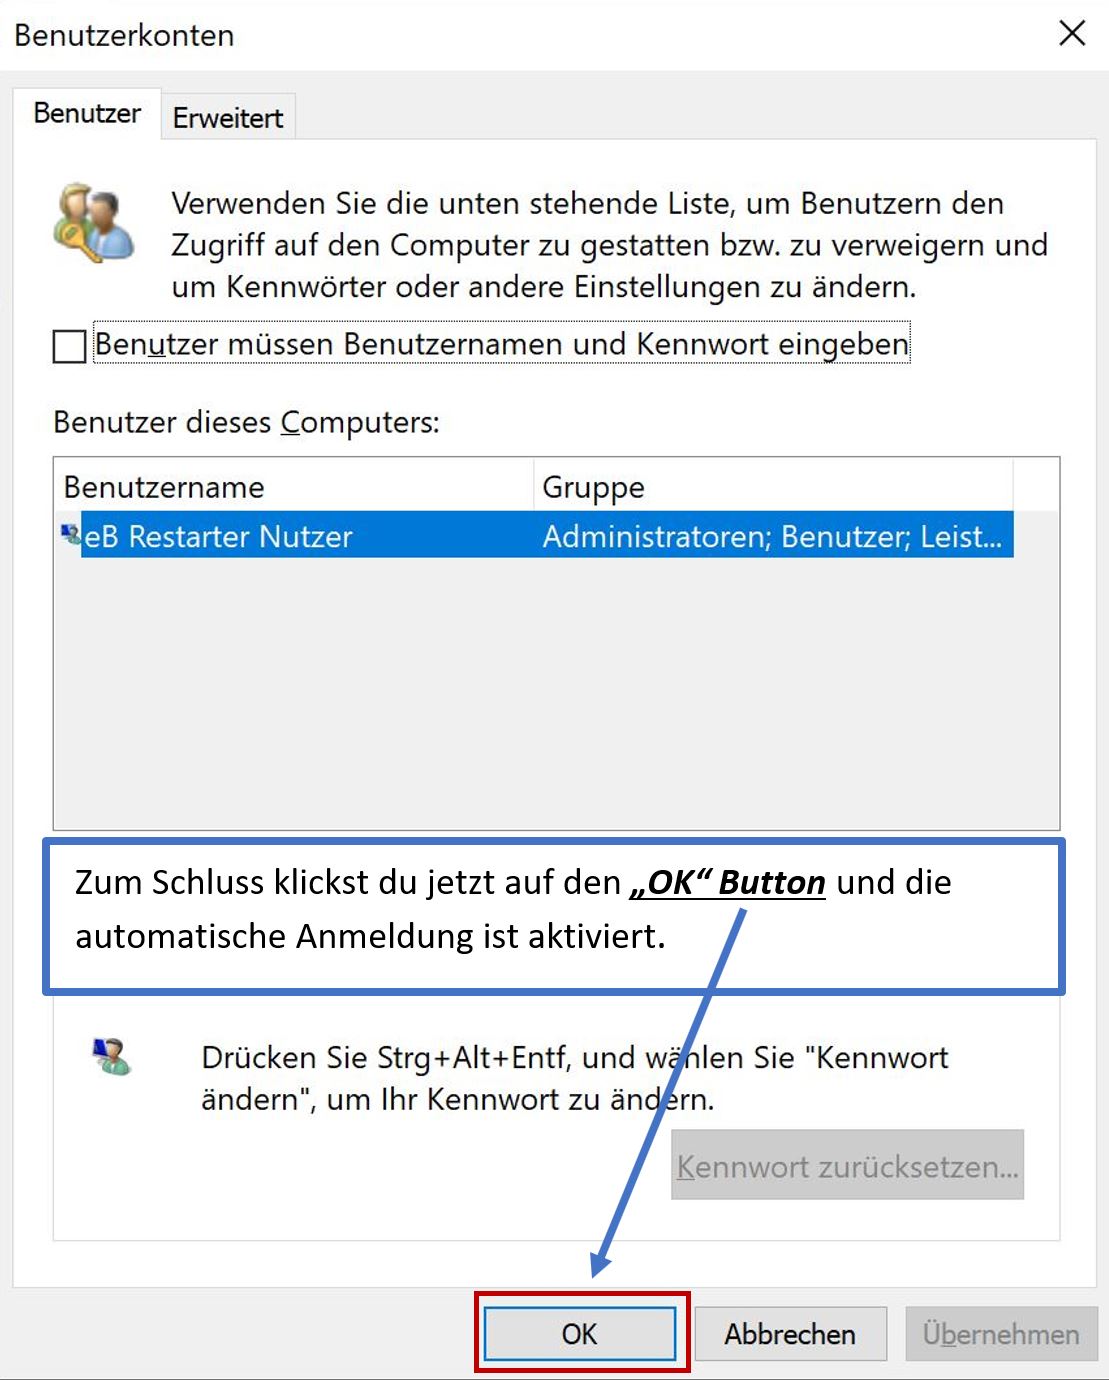 Benutzerkonten
Benutzer
Erweitert
Verwenden Sie die unten stehende Liste, um Benutzern den
Zugriff auf den Computer zu gestatten bzw. zu verweigern und
um Kennwörter oder andere Einstellungen zu ändern.
Benutzer müssen Benutzernamen und Kennwort eingeben
Benutzer dieses Computers:
Benutzername Gruppe
eB Restarter Nutzer Administratoren; Benutzer; Leist...
Zum Schluss klickst du jetzt auf den „OK“ Button und die
automatische Anmeldung ist aktiviert.
Drücken Sie Strg+Alt+Entf, und wählen Sie "Kennwort
ändern", um Ihr Kennwort zu ändern.
Kennwort zurücksetzen...
OK Abbrechen Übernehmen